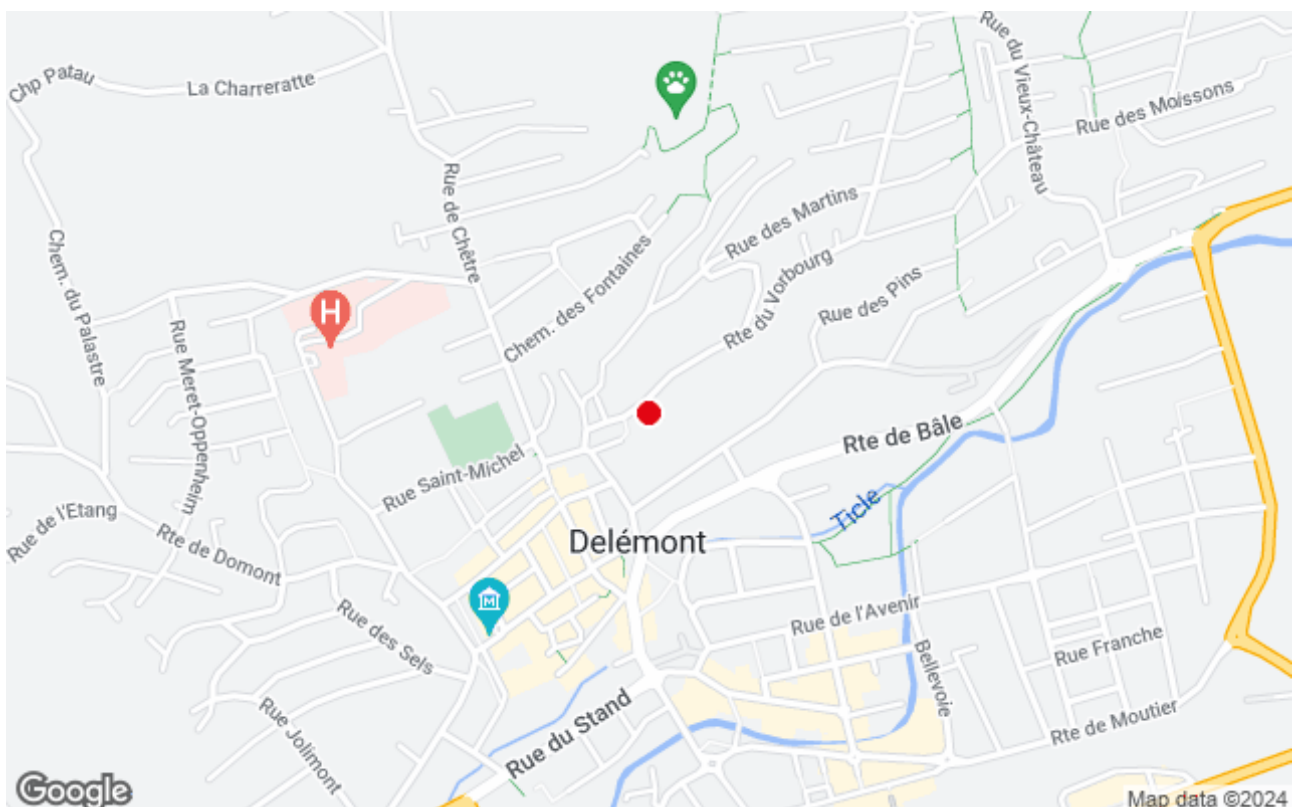 Chp Patau
La Charreratte
Rue du Vieux-Château
Rue des Moissons
Rue de Chêtre
Chem. du Palastre
Rue Meret-Oppenheim
H
Chem. des Fontaines
Rue des Martins
Rte du Vorbourg
Rue des Pins
Rte de Bâle
Rue Saint-Michel
Rue de l'Etang
Rte de Domont
Ticle
Delémont
M
Rue des Sels
Rue de l'Avenir
Bellevoie
Rue Franche
Rue Jolimont
Rue du Stand
Rte de Moutier
Google
Map data ©2024